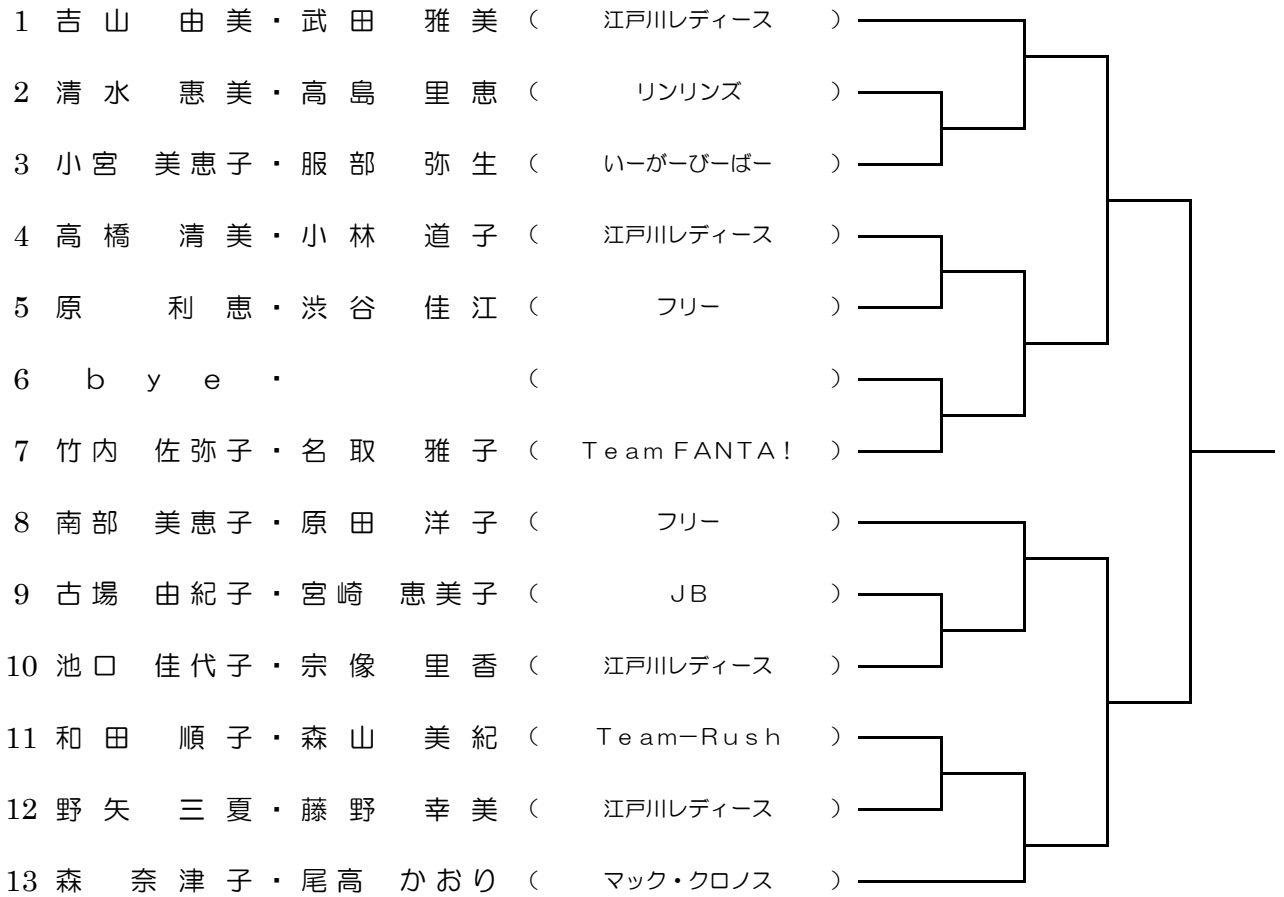 1 吉山 由美・武田 雅美 （ 江戸川レディース ）
2 清水 惠美・高島 里恵 （ リンリンズ ）
3 小宮 美恵子・服部 弥生 （ いーがーびーばー ）
4 高橋 清美・小林 道子 （ 江戸川レディース ）
5 原 利恵・渋谷 佳江 （ フリー ）
6 ｂｙｅ・ （ ）
7 竹内 佐弥子・名取 雅子 （ Team FANTA! ）
8 南部 美恵子・原田 洋子 （ フリー ）
9 古場 由紀子・宮崎 恵美子 （ JB ）
10 池口 佳代子・宗像 里香 （ 江戸川レディース ）
11 和田 順子・森山 美紀 （ Team－Rush ）
12 野矢 三夏・藤野 幸美 （ 江戸川レディース ）
13 森 奈津子・尾高 かおり （ マック・クロノス ）